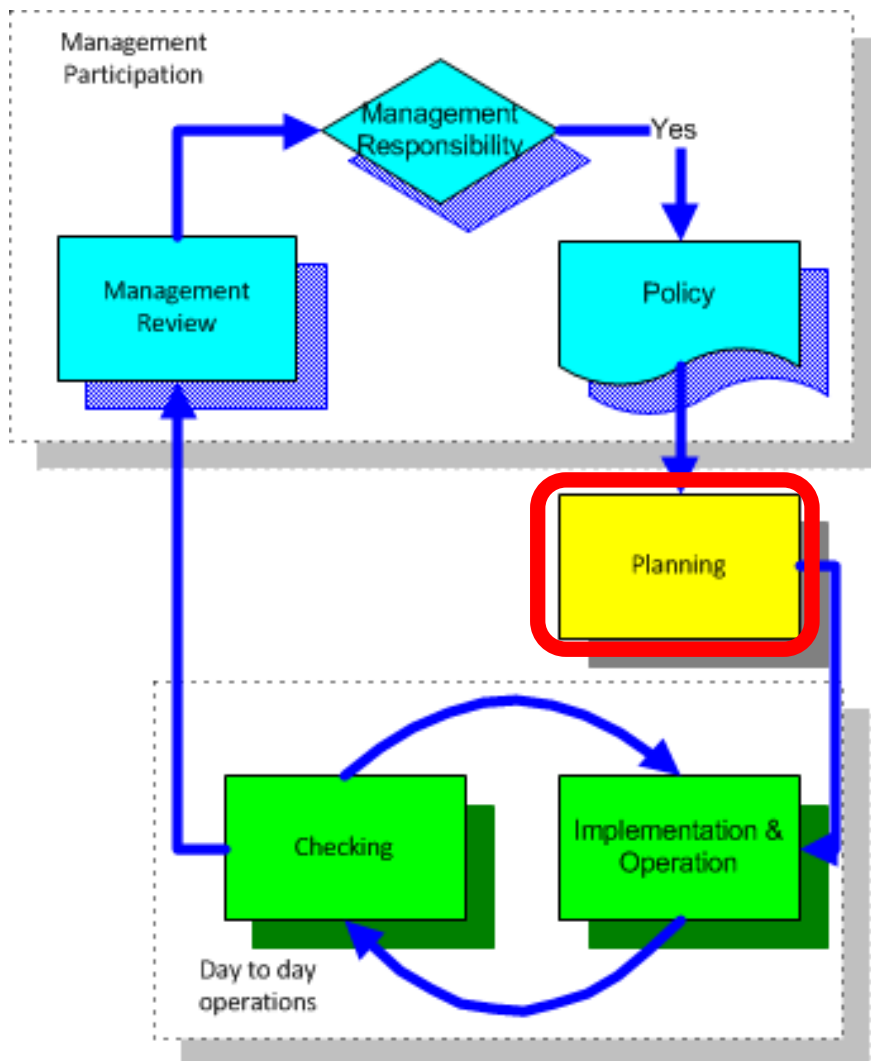 Management
Participation
Management
Responsibility
Yes
Management
Review
Policy
Planning
Checking
Implementation &
Operation
Day to day
operations